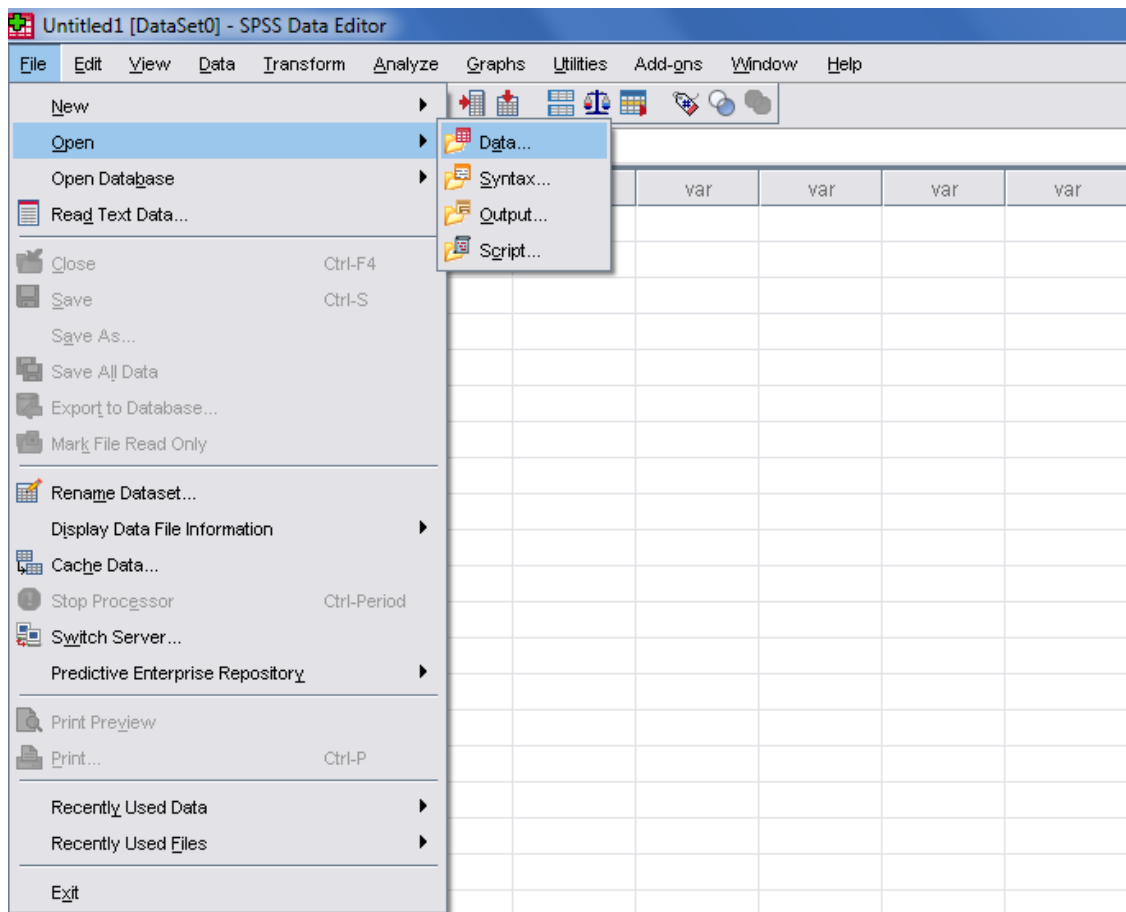 Untitled1 [DataSet0] - SPSS Data Editor
File Edit View Data Transform Analyze Graphs Utilities Add-ons Window Help
New
Open
Open Database
Read Text Data...
Close Ctrl-F4
Save Ctrl-S
Save As...
Save All Data
Export to Database...
Mark File Read Only
Rename Dataset...
Display Data File Information
Cache Data...
Stop Processor Ctrl-Period
Switch Server...
Predictive Enterprise Repository
Print Preview
Print... Ctrl-P
Recently Used Data
Recently Used Files
Exit
Data...
Syntax...
Output...
Script...
var var var var